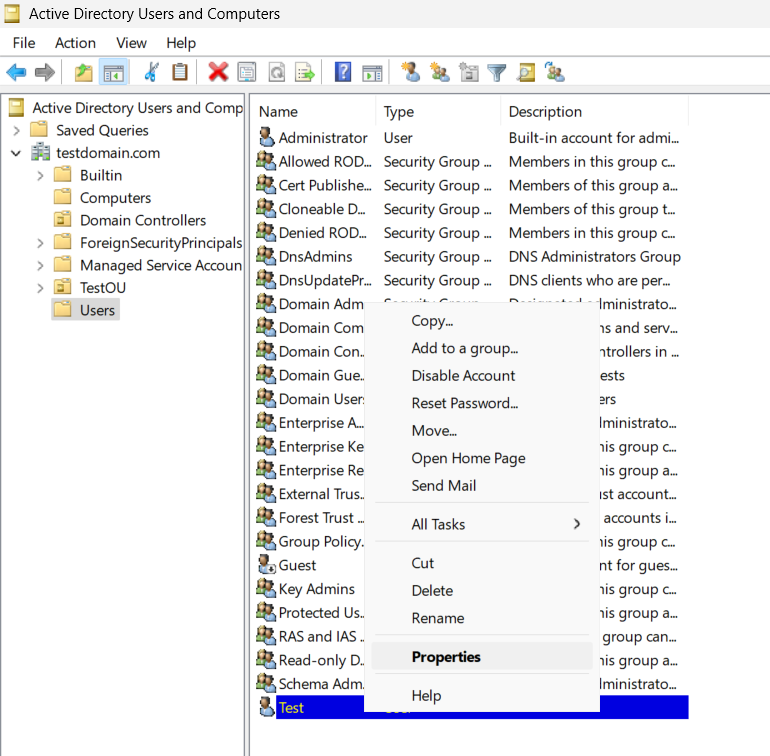 Active Directory Users and Computers
File Action View Help
Active Directory Users and Comp
Saved Queries
testdomain.com
Builtin
Computers
Domain Controllers
ForeignSecurityPrincipals
Managed Service Accoun
TestOU
Users
Name Type Description
Administrator User Built-in account for admi...
Allowed ROD... Security Group ... Members in this group c...
Cert Publishe... Security Group ... Members of this group a...
Cloneable D... Security Group ... Members of this group t...
Denied ROD... Security Group ... Members in this group c...
DnsAdmins Security Group ... DNS Administrators Group
DnsUpdatePr... Security Group ... DNS clients who are per...
Domain Adm Security Group Designated administrato...
Domain Com ns and serv...
Domain Con... ntrollers in ...
Domain Gue... ests
Domain Users ers
Enterprise A... dministrato...
Enterprise Ke his group c...
Enterprise Re his group a...
External Trus... ust account...
Forest Trust ... accounts i...
Group Policy... his group c...
Guest nt for gues...
Key Admins his group c...
Protected Us... his group a...
RAS and IAS ... group can...
Read-only D... his group a...
Schema Adm... dministrato...
Test
Copy...
Add to a group...
Disable Account
Reset Password...
Move...
Open Home Page
Send Mail
All Tasks
Cut
Delete
Rename
Properties
Help